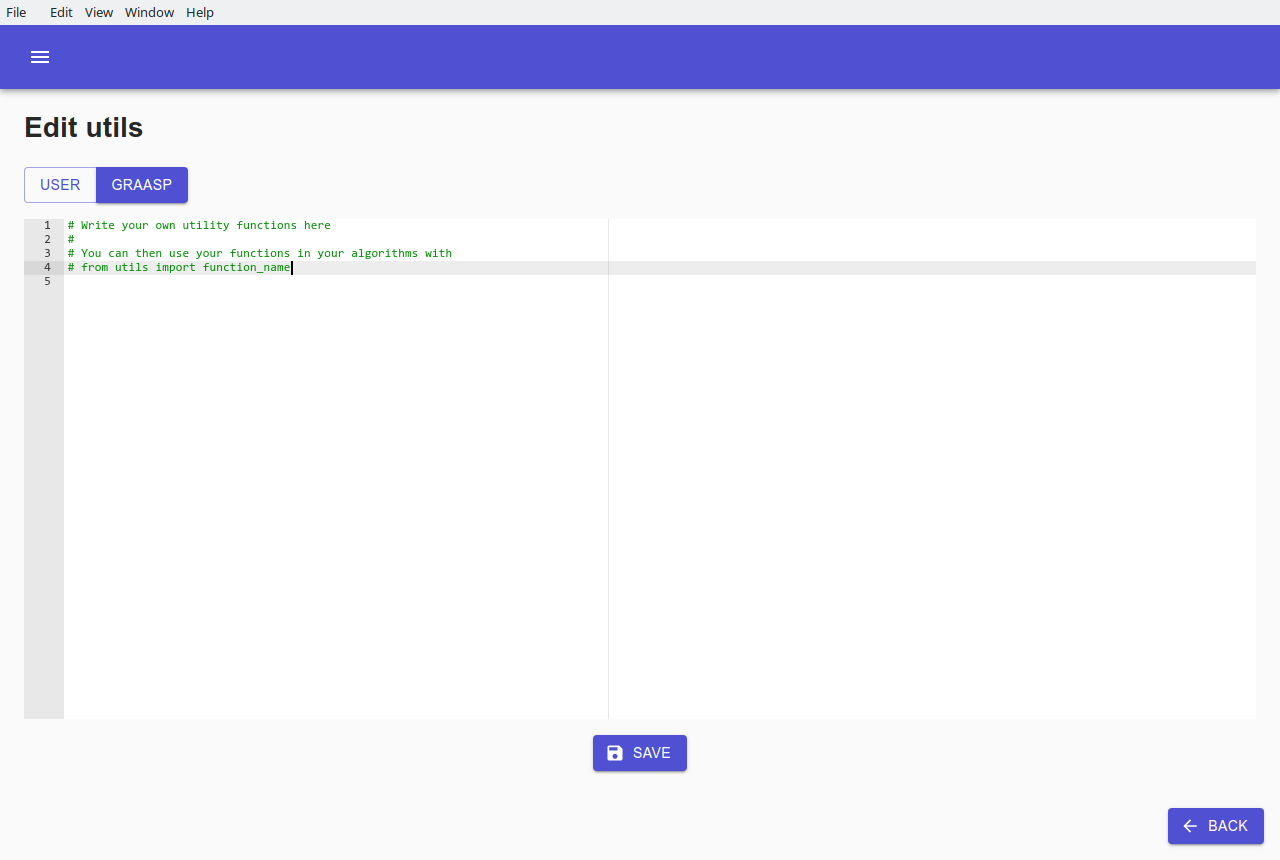 File Edit View Window Help
Edit utils
USER GRAASP
1 # Write your own utility functions here
2 #
3 # You can then use your functions in your algorithms with
4 # from utils import function_name
5
SAVE
BACK